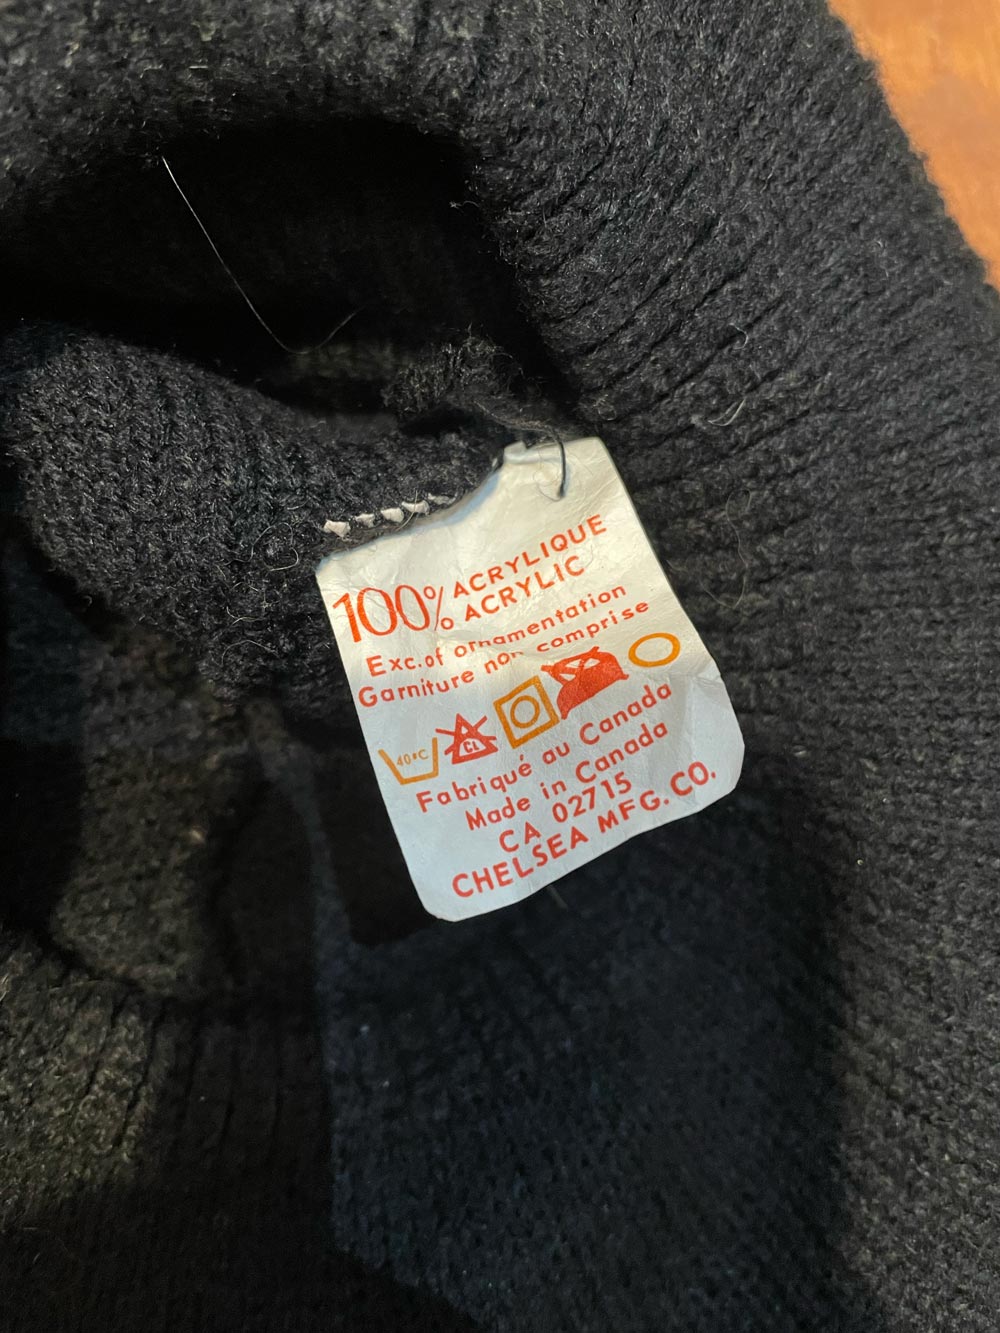 100% ACRYLIQUE
ACRYLIC
Exc.of ornamentation
Garniture non comprise
40°C CL
Fabriqué au Canada
Made in Canada
CA 02715
CHELSEA MFG. CO.